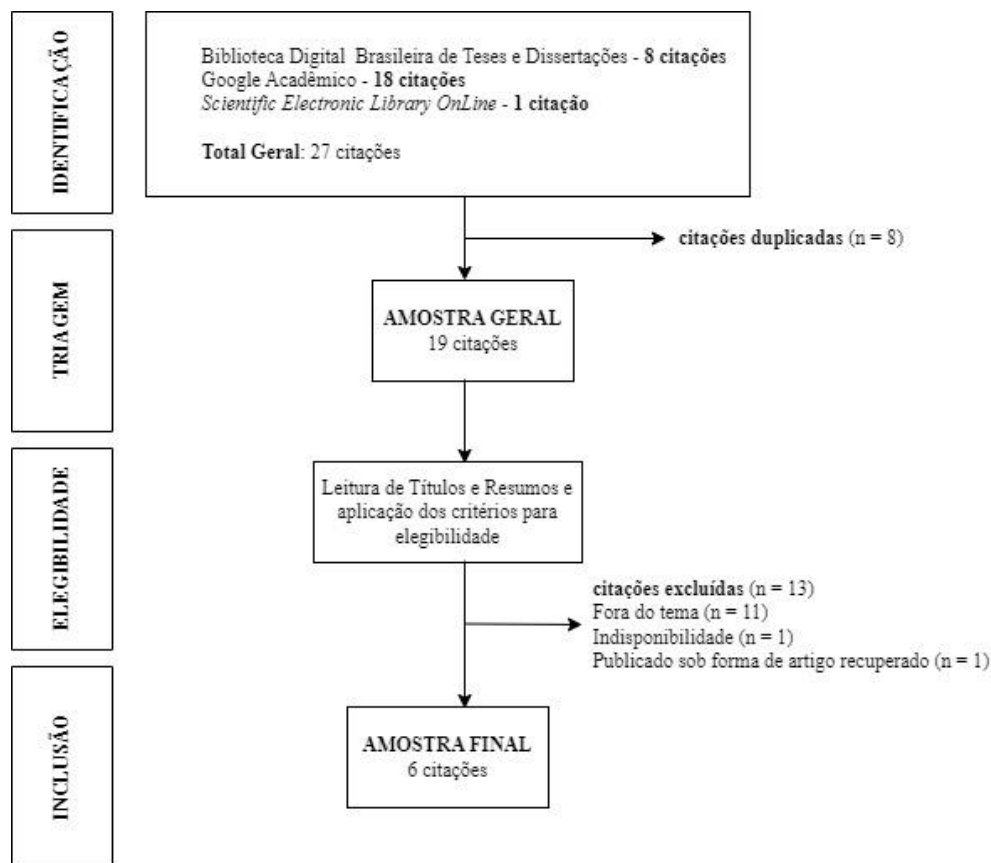 IDENTIFICAÇÃO
Biblioteca Digital Brasileira de Teses e Dissertações - 8 citações
Google Acadêmico - 18 citações
Scientific Electronic Library OnLine - 1 citação
Total Geral: 27 citações
citações duplicadas (n = 8)
TRIAGEM
AMOSTRA GERAL
19 citações
ELEGIBILIDADE
Leitura de Títulos e Resumos e
aplicação dos critérios para
elegibilidade
citações excluídas (n = 13)
Fora do tema (n = 11)
Indisponibilidade (n = 1)
Publicado sob forma de artigo recuperado (n = 1)
INCLUSÃO
AMOSTRA FINAL
6 citações